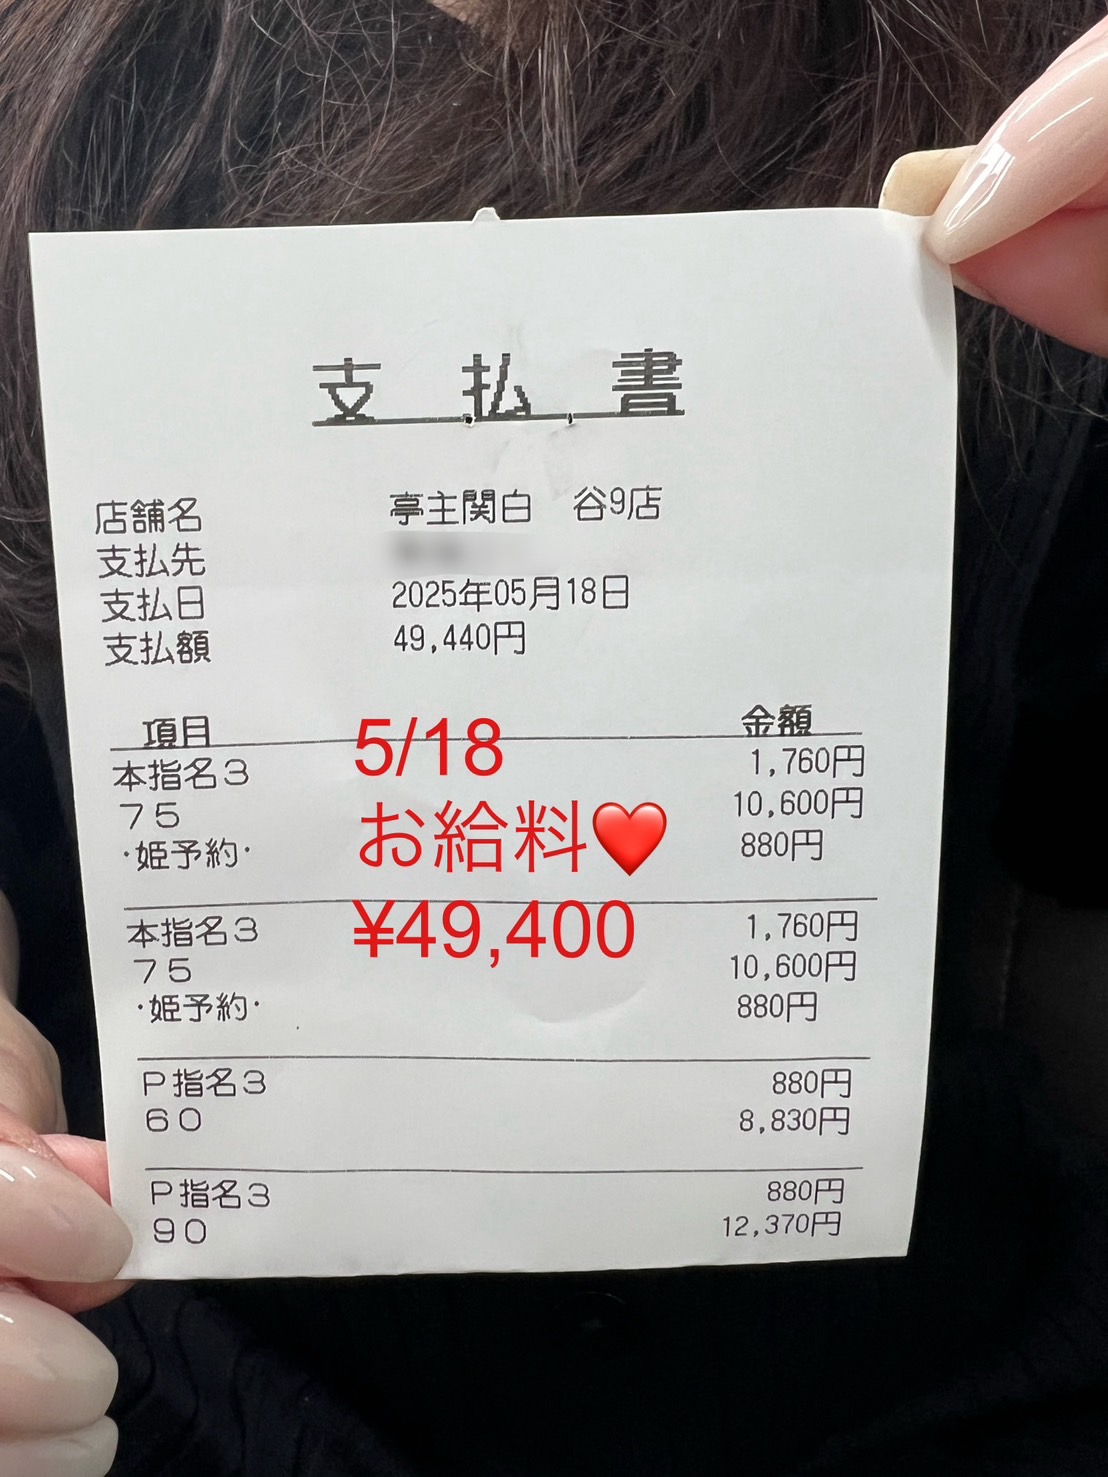 支払書
店舗名 亭主関白 谷9店
支払先
支払日 2025年05月18日
支払額 49,440円
項目 金額
本指名3 1,760円
75 10,600円
・姫予約・ 880円
本指名3 1,760円
75 10,600円
・姫予約・ 880円
P指名3 880円
60 8,830円
P指名3 880円
90 12,370円
5/18
お給料❤️
¥49,400